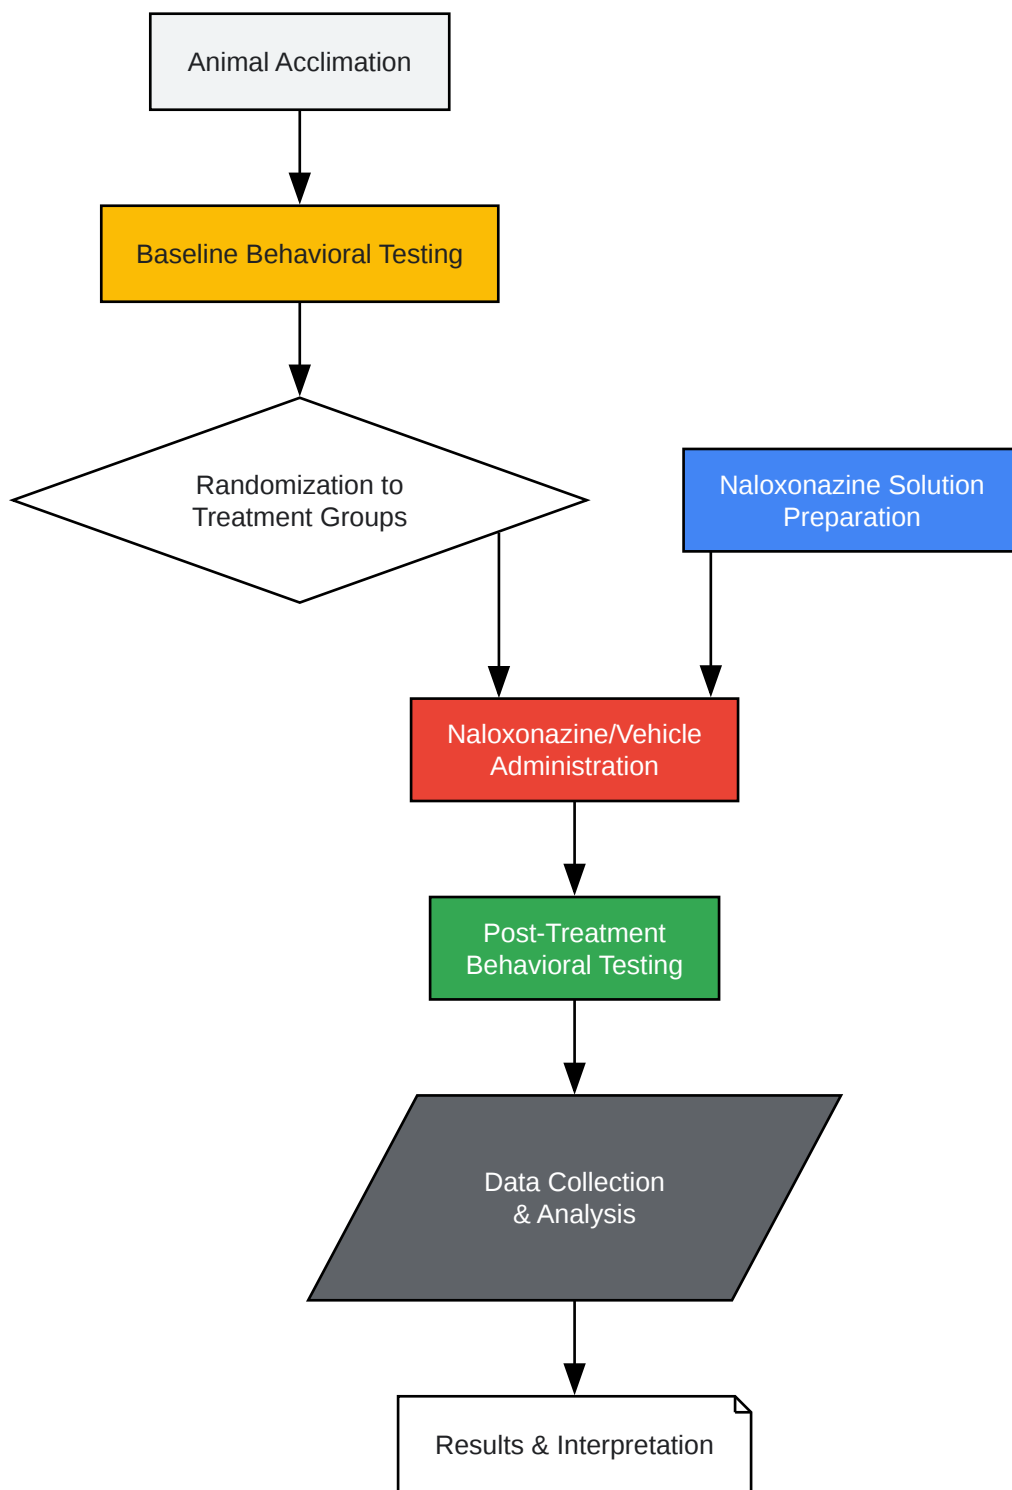 Animal Acclimation
Baseline Behavioral Testing
Randomization to
Treatment Groups
Naloxonazine Solution
Preparation
Naloxonazine/Vehicle
Administration
Post-Treatment
Behavioral Testing
Data Collection
& Analysis
Results & Interpretation